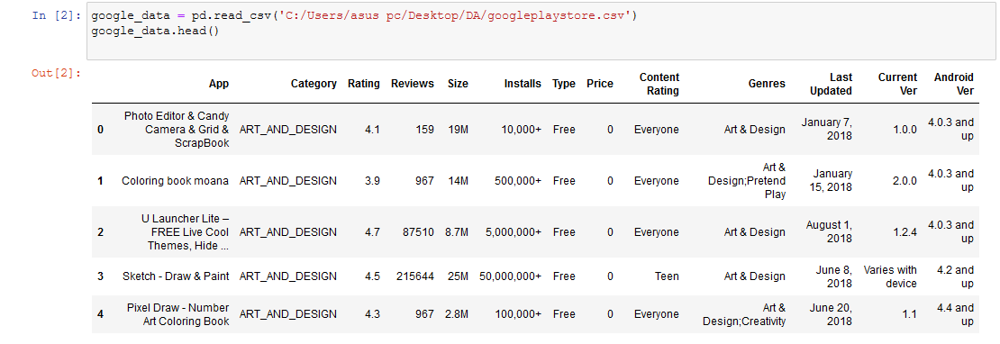 In [2]: google_data = pd.read_csv('C:/Users/asus pc/Desktop/DA/googleplaystore.csv')
google_data.head()
Out[2]:
App Category Rating Reviews Size Installs Type Price Content Rating Genres Last Updated Current Ver Android Ver
0 Photo Editor & Candy Camera & Grid & ScrapBook ART_AND_DESIGN 4.1 159 19M 10,000+ Free 0 Everyone Art & Design January 7, 2018 1.0.0 4.0.3 and up
1 Coloring book moana ART_AND_DESIGN 3.9 967 14M 500,000+ Free 0 Everyone Art & Design;Pretend Play January 15, 2018 2.0.0 4.0.3 and up
2 U Launcher Lite – FREE Live Cool Themes, Hide ... ART_AND_DESIGN 4.7 87510 8.7M 5,000,000+ Free 0 Everyone Art & Design August 1, 2018 1.2.4 4.0.3 and up
3 Sketch - Draw & Paint ART_AND_DESIGN 4.5 215644 25M 50,000,000+ Free 0 Teen Art & Design June 8, 2018 Varies with device 4.2 and up
4 Pixel Draw - Number Art Coloring Book ART_AND_DESIGN 4.3 967 2.8M 100,000+ Free 0 Everyone Art & Design;Creativity June 20, 2018 1.1 4.4 and up